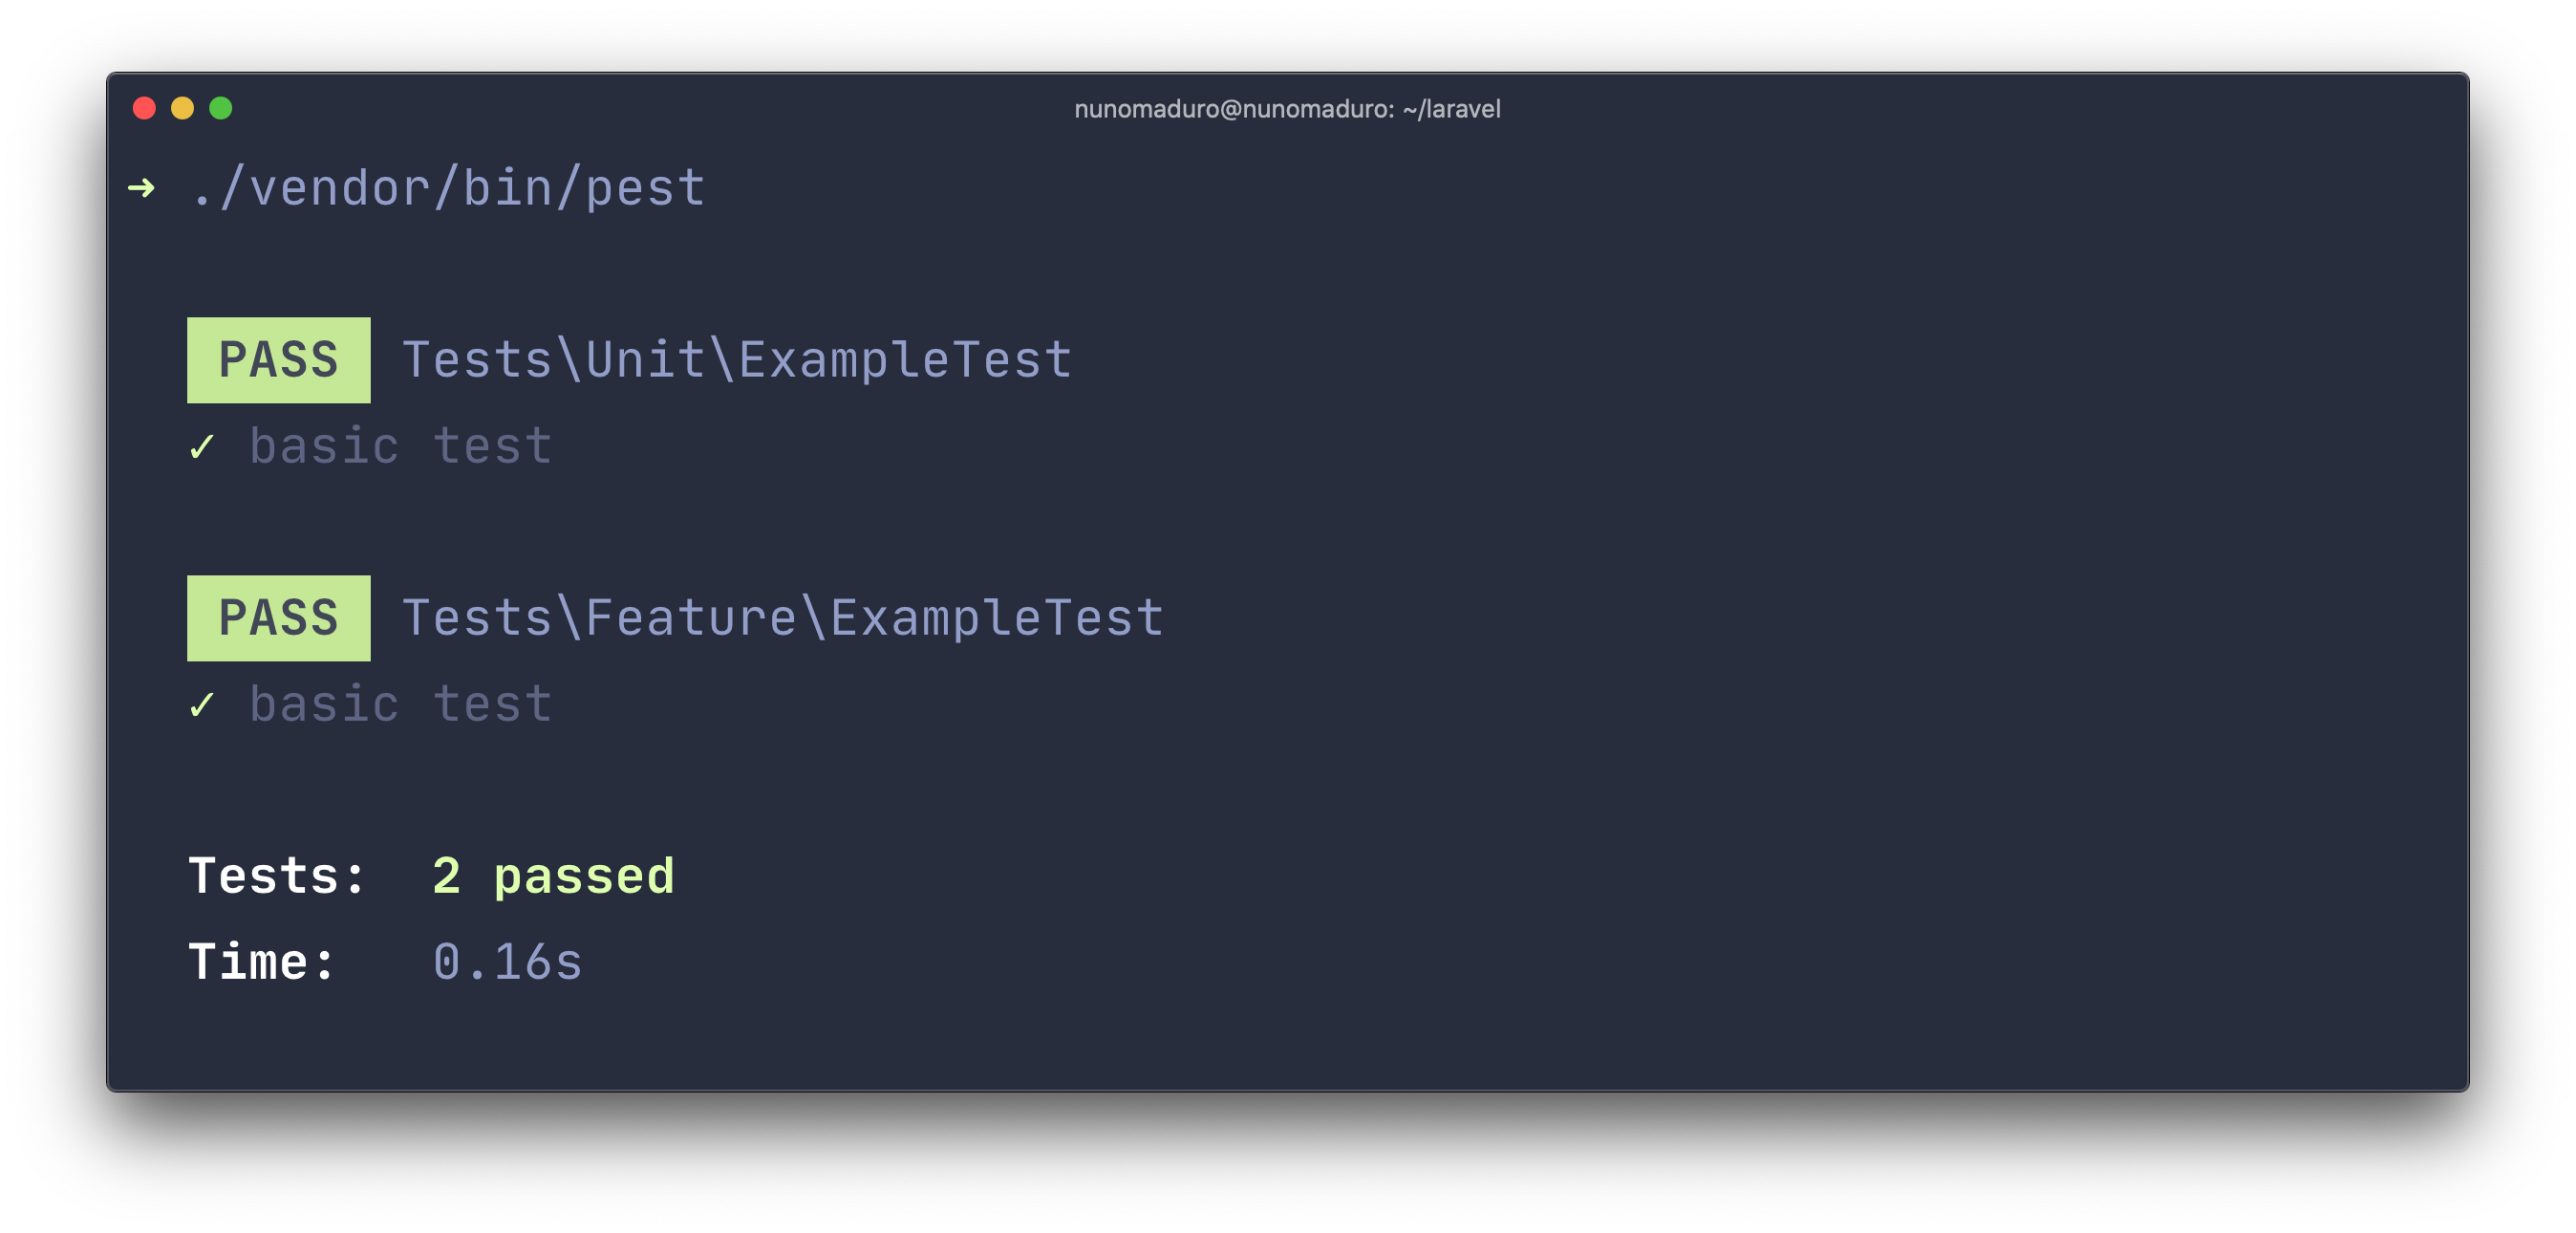 nunomaduro@nunomaduro: ~/laravel
➜ ./vendor/bin/pest
PASS Tests\Unit\ExampleTest
✓ basic test
PASS Tests\Feature\ExampleTest
✓ basic test
Tests: 2 passed
Time: 0.16s